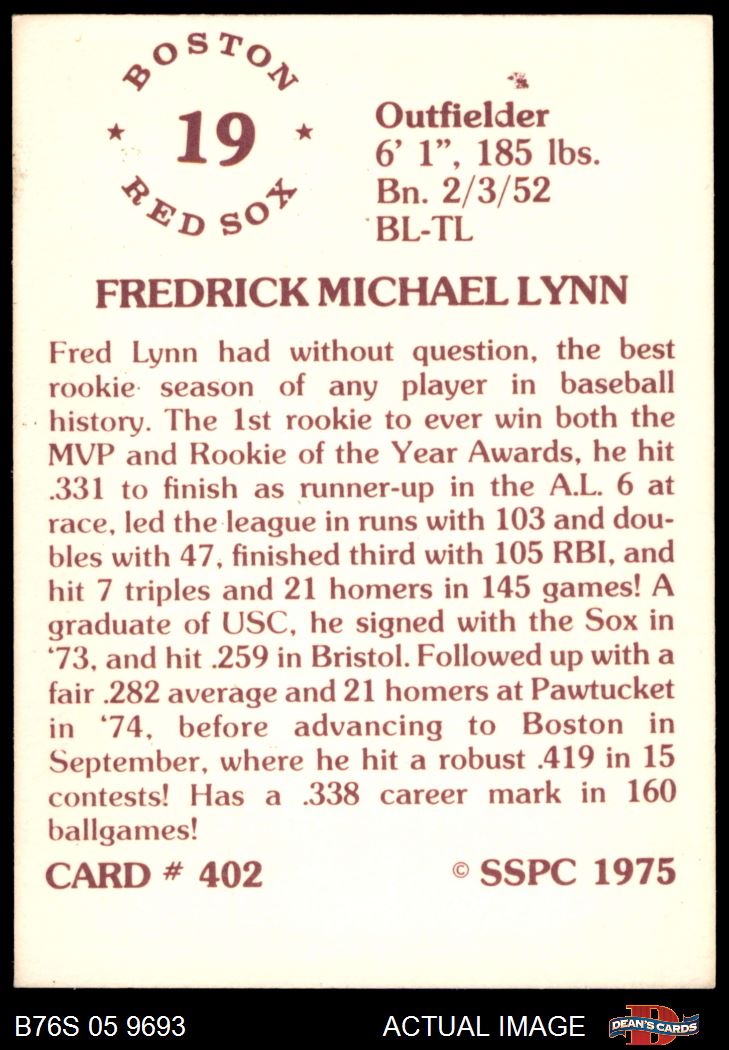 BOSTON
★ 19 ★
RED SOX
Outfielder
6' 1”, 185 lbs.
Bn. 2/3/52
BL-TL
FREDRICK MICHAEL LYNN
Fred Lynn had without question, the best
rookie season of any player in baseball
history. The 1st rookie to ever win both the
MVP and Rookie of the Year Awards, he hit
.331 to finish as runner-up in the A.L. 6 at
race, led the league in runs with 103 and dou-
bles with 47, finished third with 105 RBI, and
hit 7 triples and 21 homers in 145 games! A
graduate of USC, he signed with the Sox in
‘73, and hit .259 in Bristol. Followed up with a
fair .282 average and 21 homers at Pawtucket
in ‘74, before advancing to Boston in
September, where he hit a robust .419 in 15
contests! Has a .338 career mark in 160
ballgames!
CARD # 402 © SSPC 1975
B76S 05 9693 ACTUAL IMAGE D DEAN'S CARDS